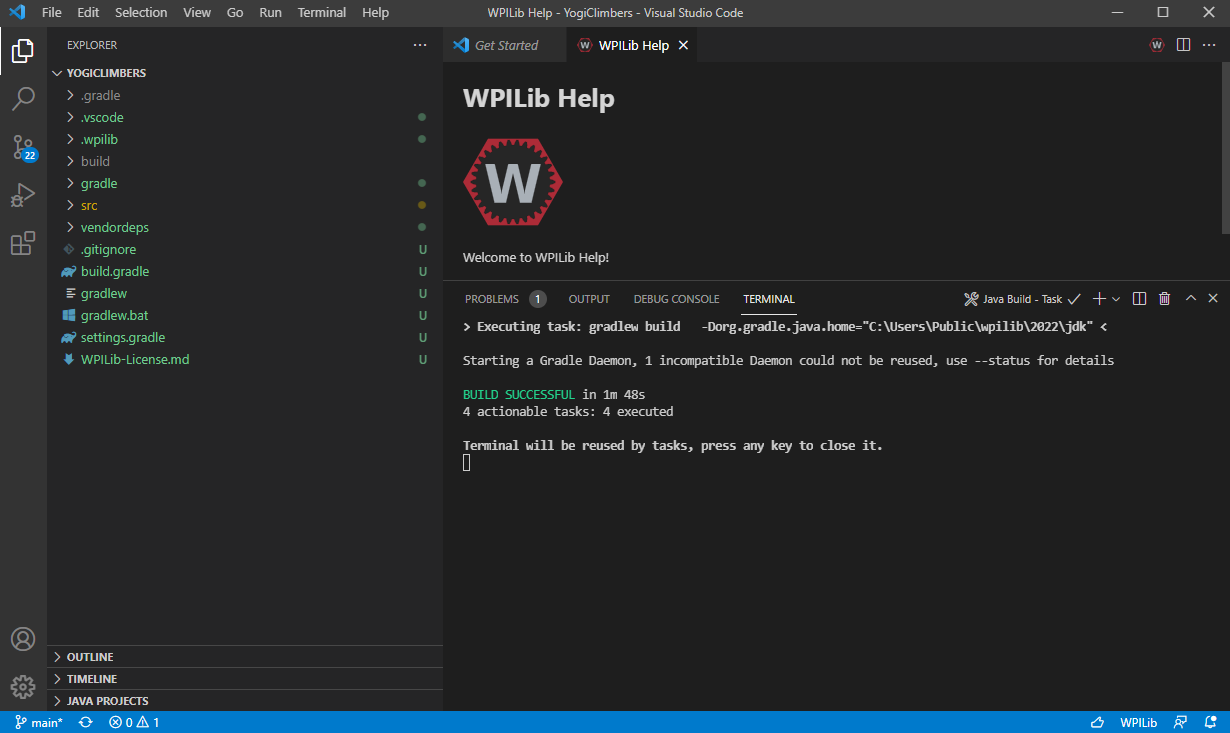 File Edit Selection View Go Run Terminal Help
WPILib Help - YogiClimbers - Visual Studio Code
EXPLORER
YOGICLIMBERS
.gradle
.vscode
.wpilib
build
gradle
src
vendordeps
.gitignore U
build.gradle U
gradlew U
gradlew.bat U
settings.gradle U
WPILib-License.md U
OUTLINE
TIMELINE
JAVA PROJECTS
22
Get Started
W WPILib Help
W
WPILib Help
W
Welcome to WPILib Help!
PROBLEMS 1 OUTPUT DEBUG CONSOLE TERMINAL
Java Build - Task
> Executing task: gradlew build   -Dorg.gradle.java.home="C:\Users\Public\wpilib\2022\jdk" <
Starting a Gradle Daemon, 1 incompatible Daemon could not be reused, use --status for details
BUILD SUCCESSFUL in 1m 48s
4 actionable tasks: 4 executed
Terminal will be reused by tasks, press any key to close it.
main* 0 1 WPILib